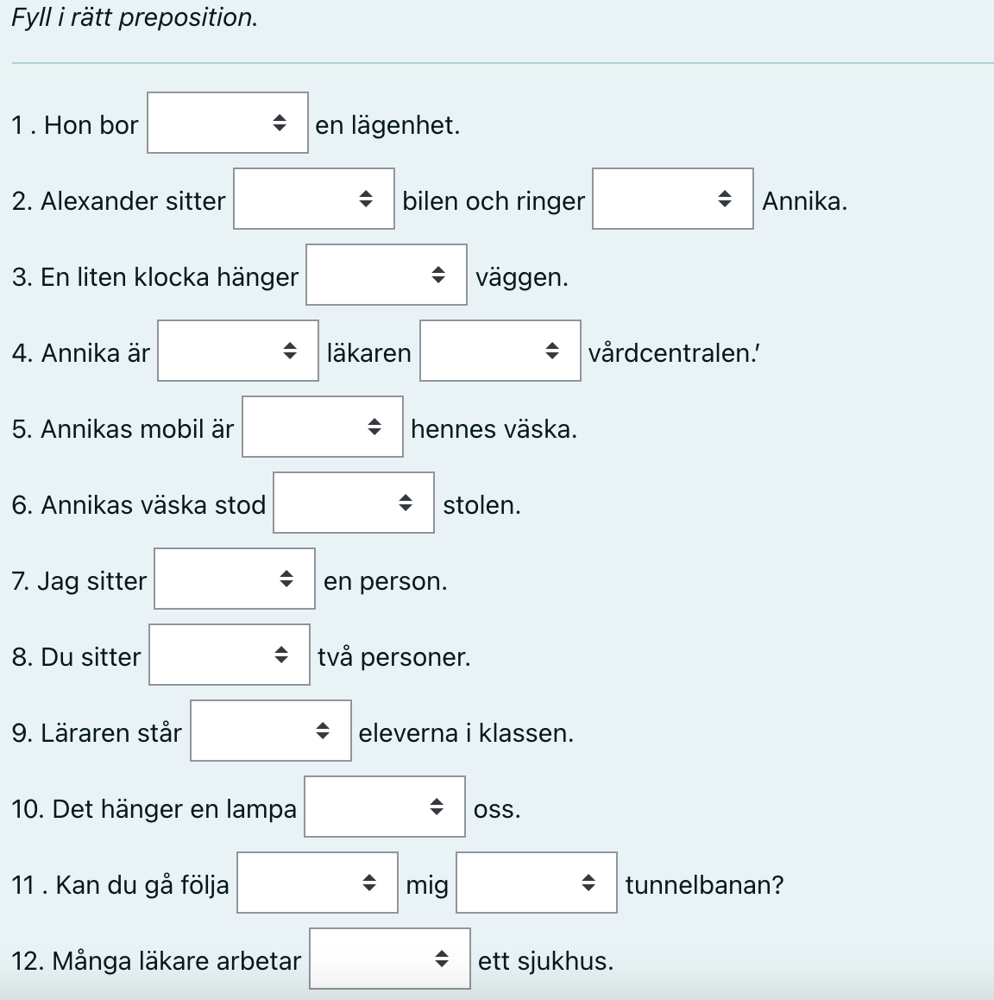 Fyll i rätt preposition.
1 . Hon bor en lägenhet.
2. Alexander sitter bilen och ringer Annika.
3. En liten klocka hänger väggen.
4. Annika är läkaren vårdcentralen.'
5. Annikas mobil är hennes väska.
6. Annikas väska stod stolen.
7. Jag sitter en person.
8. Du sitter två personer.
9. Läraren står eleverna i klassen.
10. Det hänger en lampa oss.
11 . Kan du gå följa mig tunnelbanan?
12. Många läkare arbetar ett sjukhus.